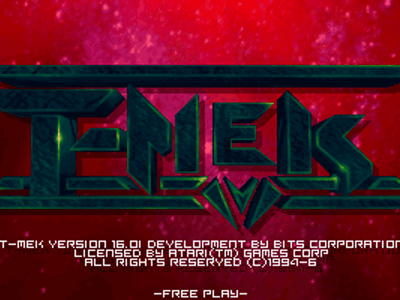 T-MEK
T-MEK VERSION 16.01 DEVELOPMENT BY BITS CORPORATION
LICENSED BY ATARI(TM) GAMES CORP
ALL RIGHTS RESERVED (C)1994-6
-FREE PLAY-